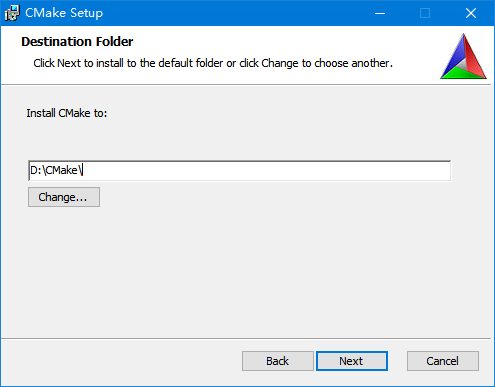 CMake Setup
Destination Folder
Click Next to install to the default folder or click Change to choose another.
Install CMake to:
D:\CMake\
Change...
Back
Next
Cancel